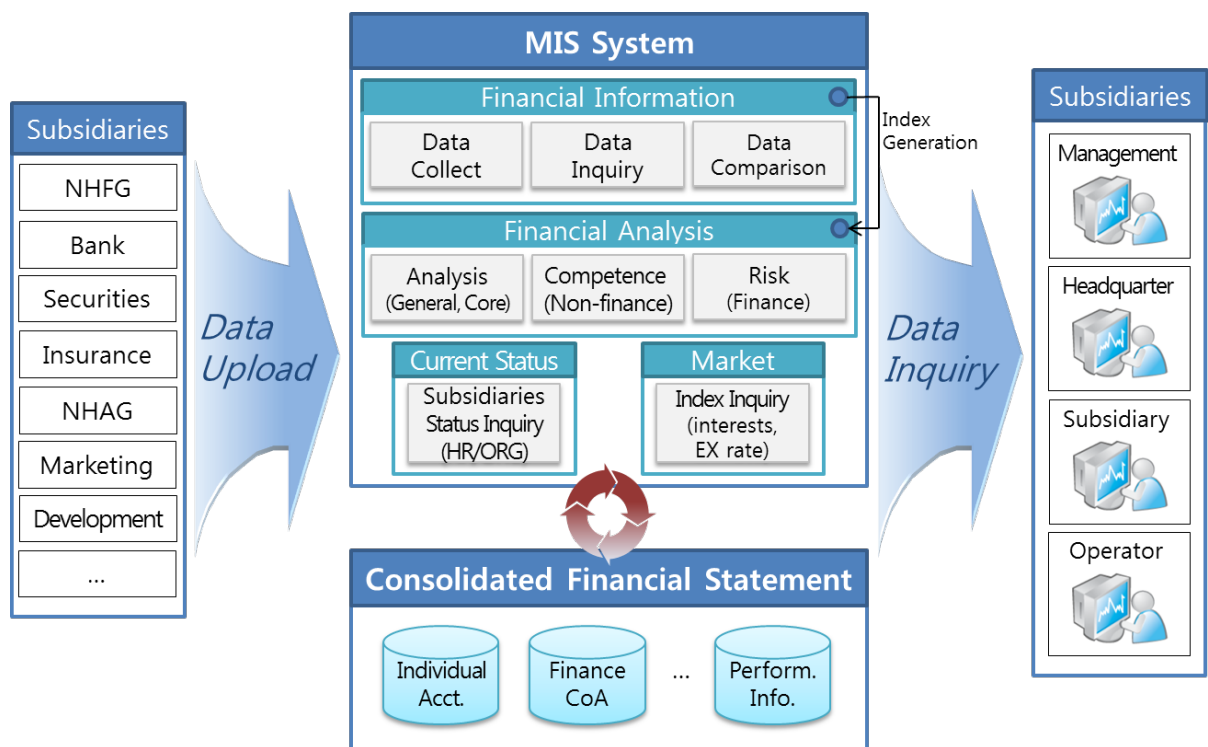 Subsidiaries
NHFG
Bank
Securities
Insurance
NHAG
Marketing
Development
...
Data
Upload
MIS System
Financial Information
Data
Collect
Data
Inquiry
Data
Comparison
Index
Generation
Financial Analysis
Analysis
(General, Core)
Competence
(Non-finance)
Risk
(Finance)
Current Status
Subsidiaries
Status Inquiry
(HR/ORG)
Market
Index Inquiry
(interests,
EX rate)
Consolidated Financial Statement
Individual
Acct.
Finance
CoA
...
Perform.
Info.
Data
Inquiry
Subsidiaries
Management
Headquarter
Subsidiary
Operator